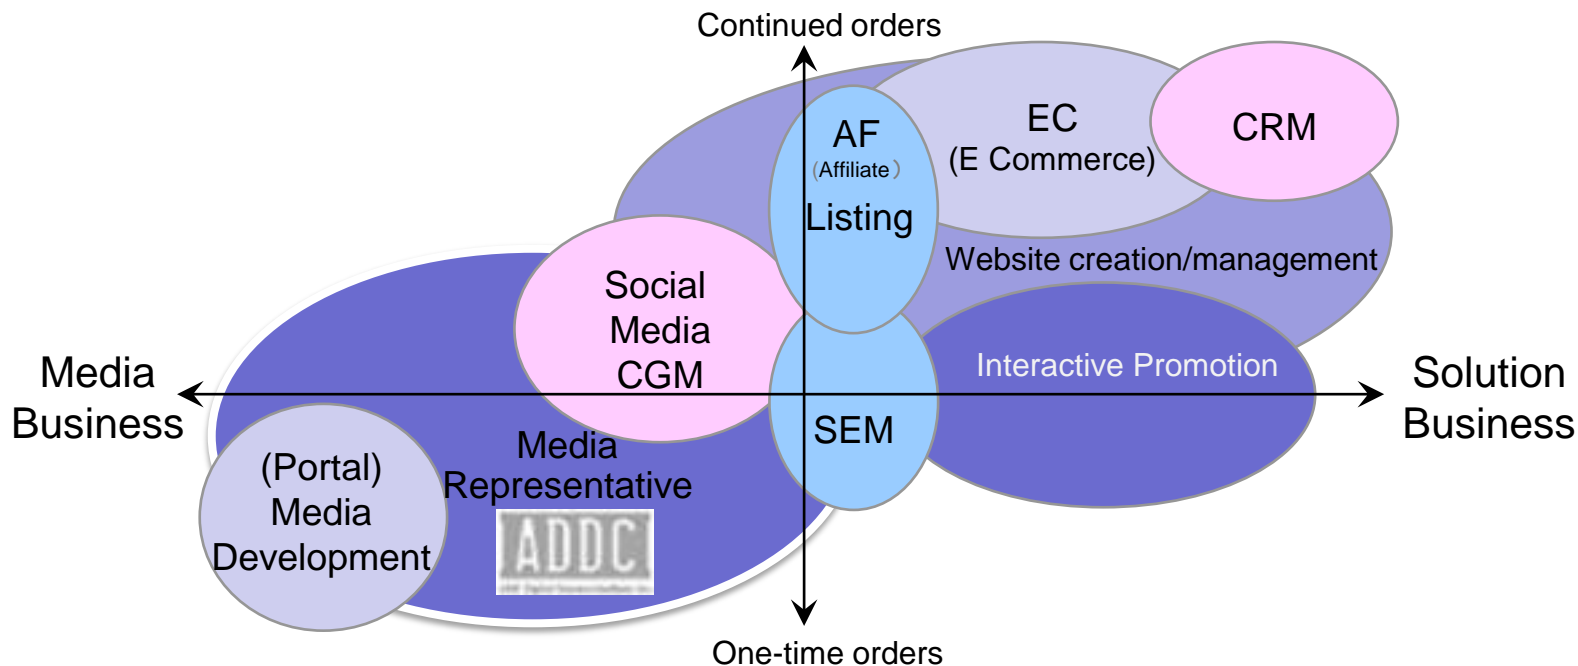 Continued orders
AF
(Affiliate）
Listing
EC
(E Commerce)
CRM
Website creation/management
Social
Media
CGM
Interactive Promotion
Media
Business
Solution
Business
SEM
Media
Representative
ADDC
(Portal)
Media
Development
One-time orders